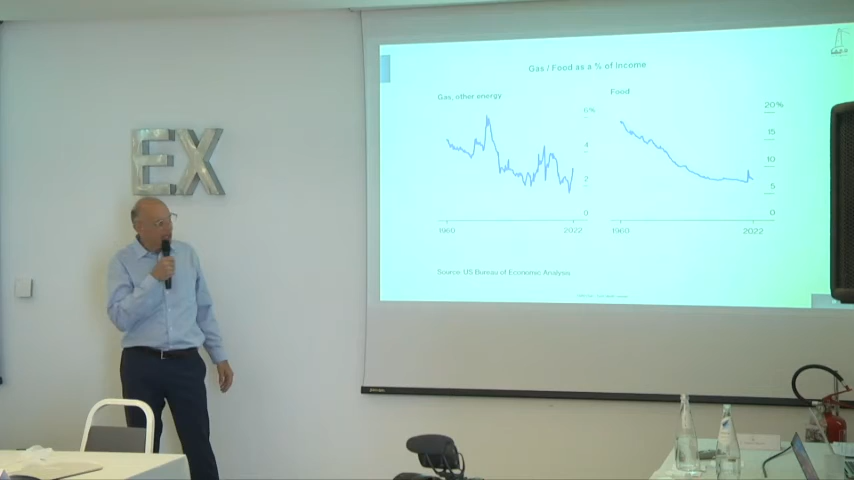 EX
Gas / Food as a % of Income
Gas, other energy
6%
4
2
0
1960
2022
Food
20%
15
10
5
0
1960
2022
Source: US Bureau of Economic Analysis